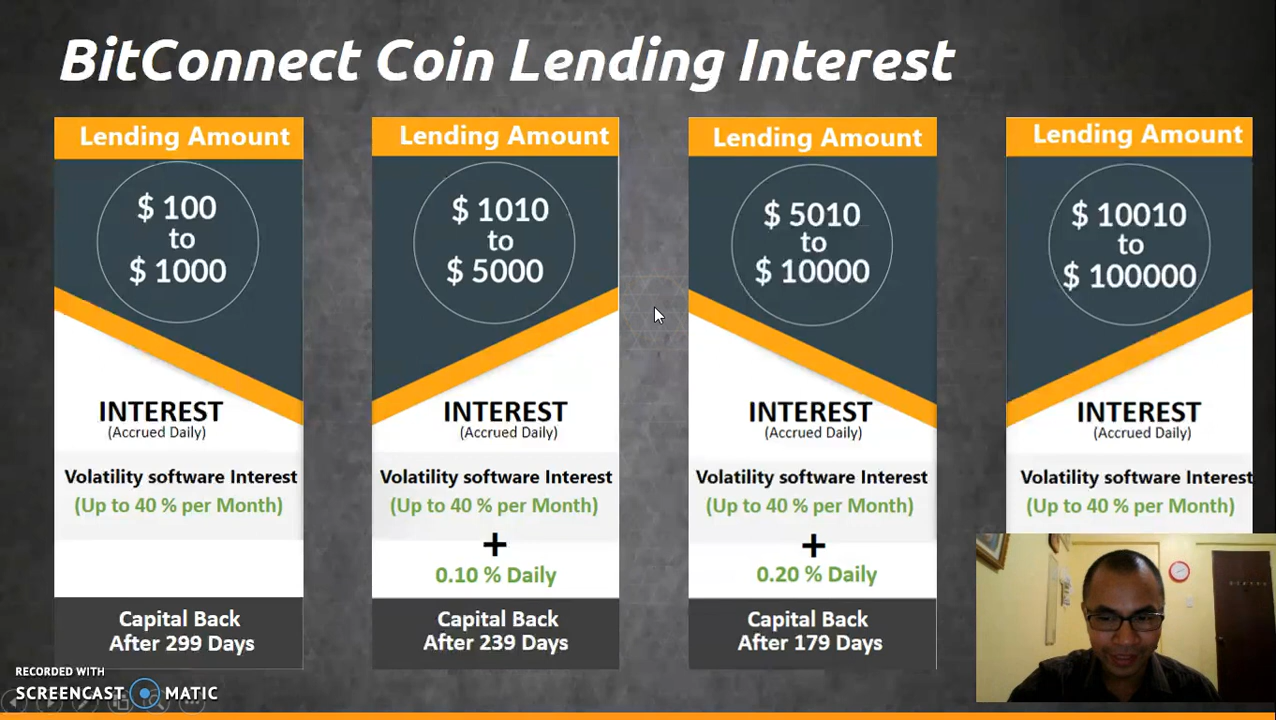 BitConnect Coin Lending Interest
Lending Amount
$ 100
to
$ 1000
INTEREST
(Accrued Daily)
Volatility software Interest
(Up to 40 % per Month)
Capital Back
After 299 Days
Lending Amount
$ 1010
to
$ 5000
INTEREST
(Accrued Daily)
Volatility software Interest
(Up to 40 % per Month)
+
0.10 % Daily
Capital Back
After 239 Days
Lending Amount
$ 5010
to
$ 10000
INTEREST
(Accrued Daily)
Volatility software Interest
(Up to 40 % per Month)
+
0.20 % Daily
Capital Back
After 179 Days
Lending Amount
$ 10010
to
$ 100000
INTEREST
(Accrued Daily)
Volatility software Interest
(Up to 40 % per Month)
RECORDED WITH
SCREENCAST MATIC